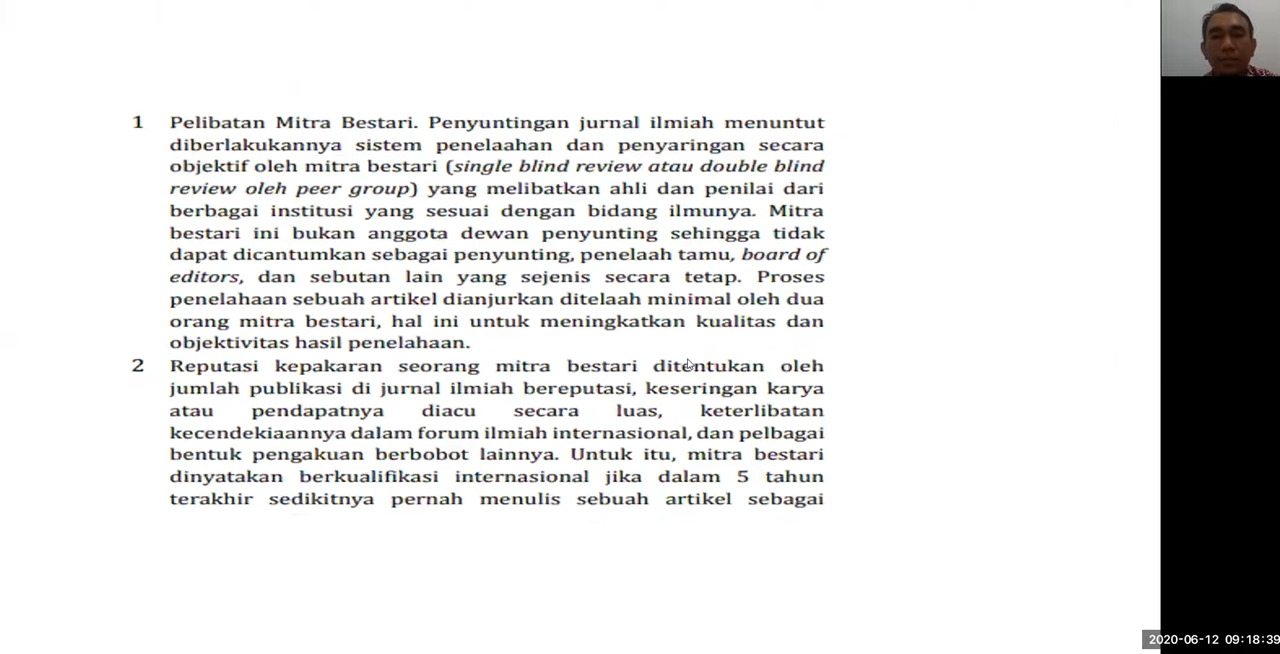 1 Pelibatan Mitra Bestari. Penyuntingan jurnal ilmiah menuntut
diberlakukannya sistem penelaahan dan penyaringan secara
objektif oleh mitra bestari (single blind review atau double blind
review oleh peer group) yang melibatkan ahli dan penilai dari
berbagai institusi yang sesuai dengan bidang ilmunya. Mitra
bestari ini bukan anggota dewan penyunting sehingga tidak
dapat dicantumkan sebagai penyunting, penelaah tamu, board of
editors, dan sebutan lain yang sejenis secara tetap. Proses
penelahaan sebuah artikel dianjurkan ditelaah minimal oleh dua
orang mitra bestari, hal ini untuk meningkatkan kualitas dan
objektivitas hasil penelahaan.
2 Reputasi kepakaran seorang mitra bestari ditentukan oleh
jumlah publikasi di jurnal ilmiah bereputasi, keseringan karya
atau pendapatnya diacu secara luas, keterlibatan
kecendekiaannya dalam forum ilmiah internasional, dan pelbagai
bentuk pengakuan berbobot lainnya. Untuk itu, mitra bestari
dinyatakan berkualifikasi internasional jika dalam 5 tahun
terakhir sedikitnya pernah menulis sebuah artikel sebagai
2020-06-12 09:18:39